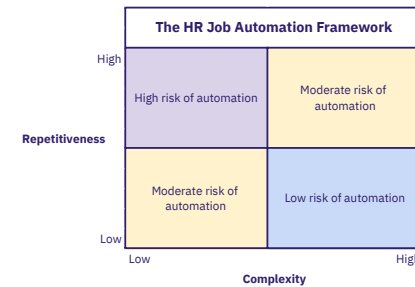 The HR Job Automation Framework
High
High risk of automation
Moderate risk of
automation
Repetitiveness
Moderate risk of
automation
Low risk of automation
Low
Low
High
Complexity